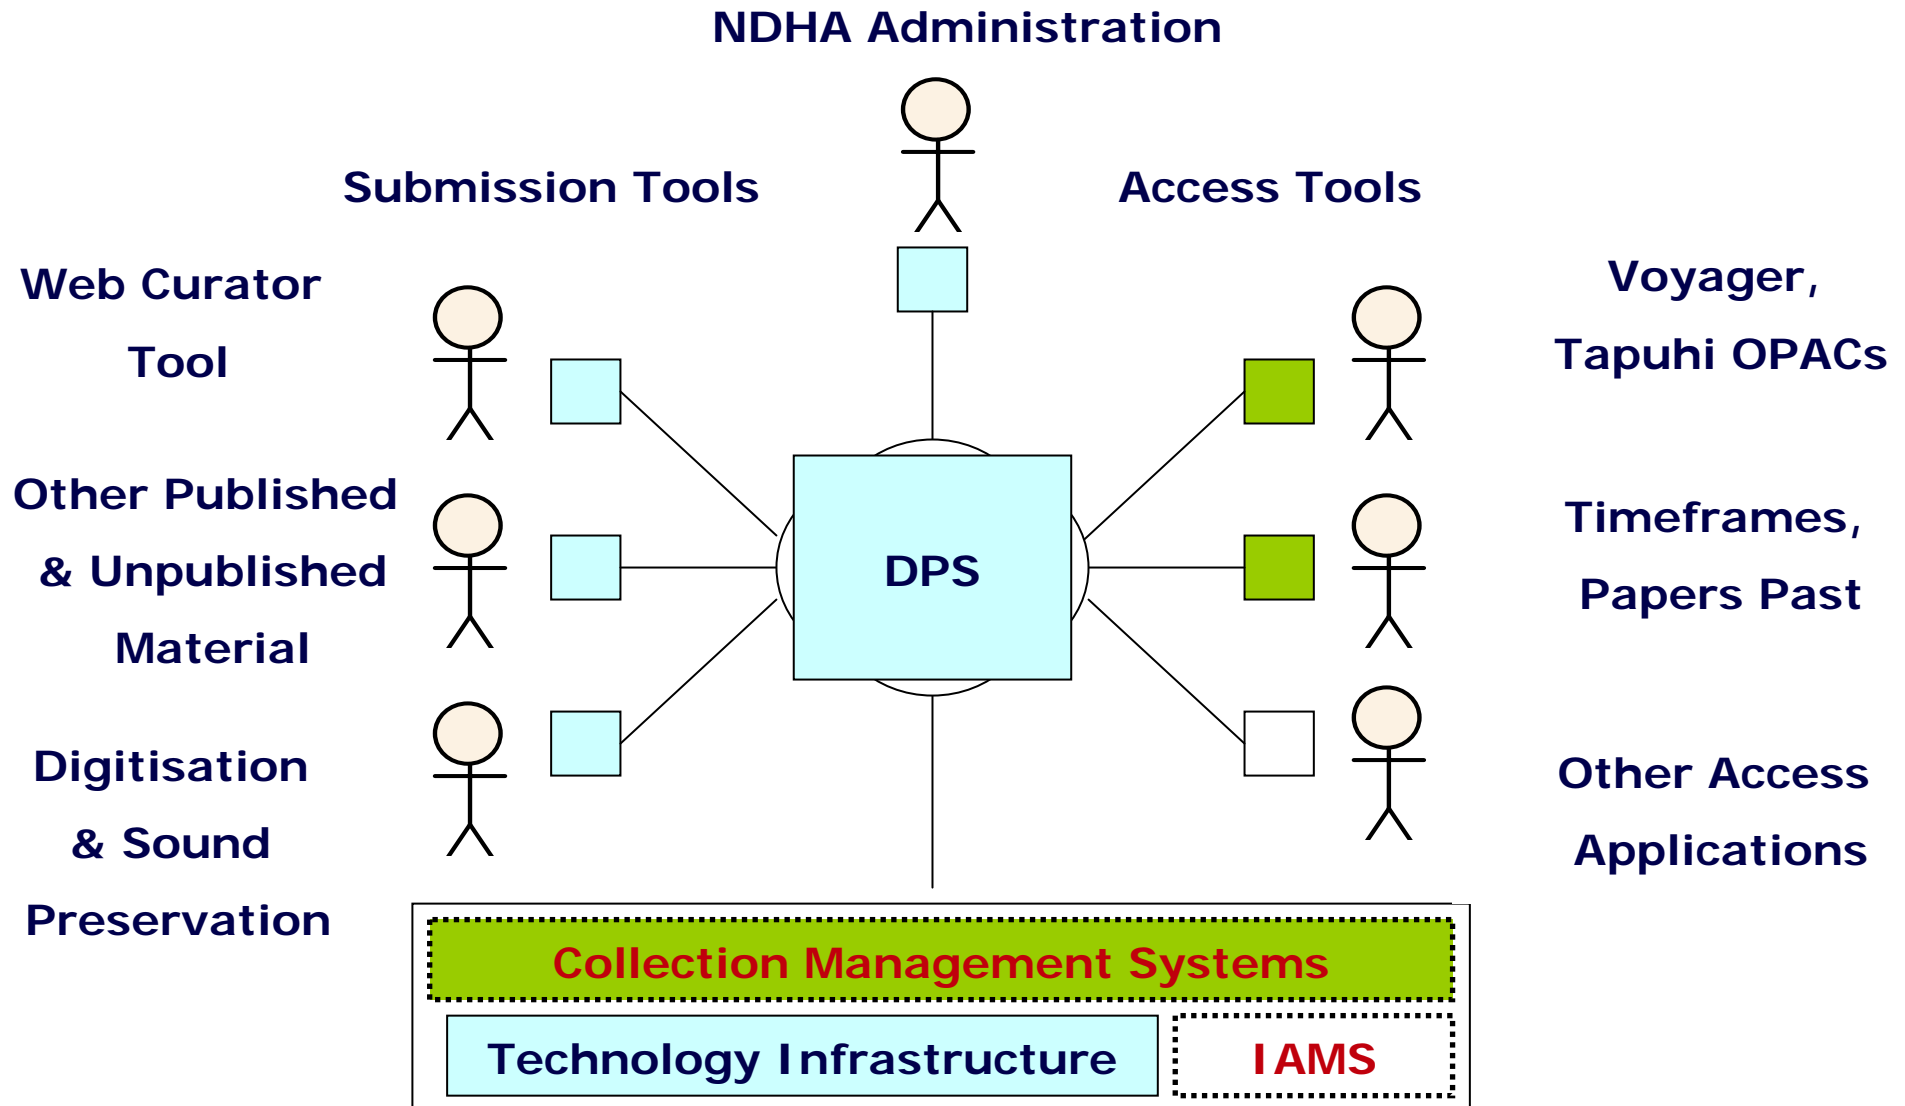 NDHA Administration
Submission Tools
Access Tools
Web Curator
Tool
Other Published
& Unpublished
Material
Digitisation
& Sound
Preservation
DPS
Voyager,
Tapuhi OPACs
Timeframes,
Papers Past
Other Access
Applications
Collection Management Systems
Technology Infrastructure
IAMS